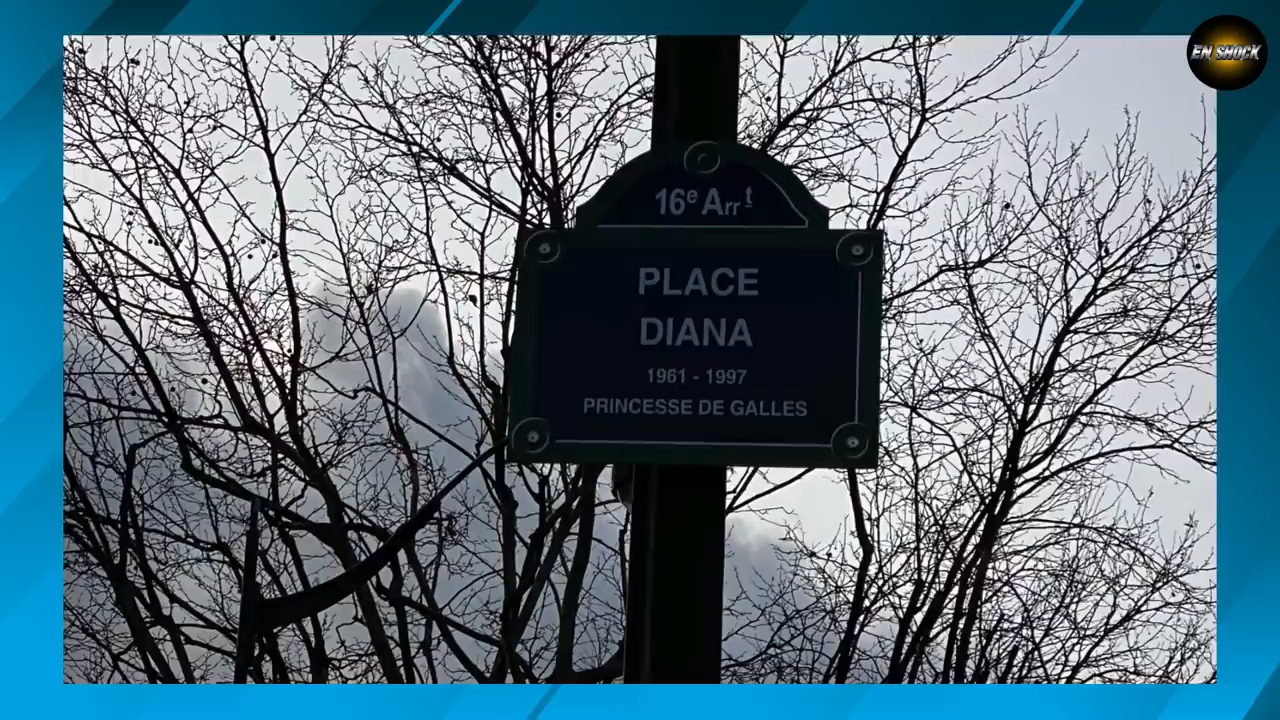 EN SHOCK
16e Arrt
PLACE
DIANA
1961 - 1997
PRINCESSE DE GALLES